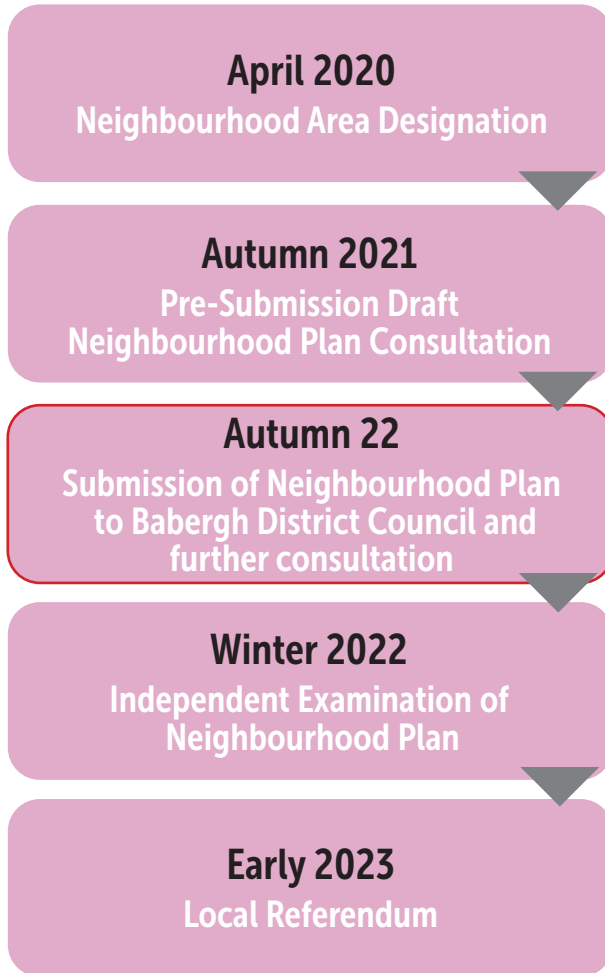 April 2020
Neighbourhood Area Designation
Autumn 2021
Pre-Submission Draft
Neighbourhood Plan Consultation
Autumn 22
Submission of Neighbourhood Plan
to Babergh District Council and
further consultation
Winter 2022
Independent Examination of
Neighbourhood Plan
Early 2023
Local Referendum